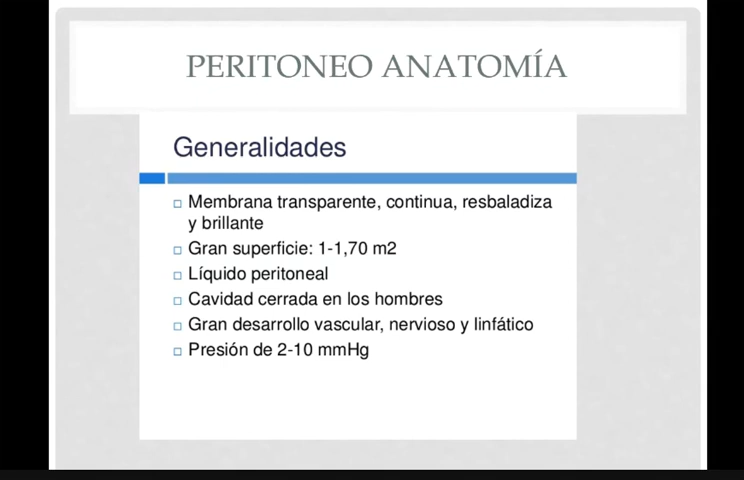 PERITONEO ANATOMÍA
Generalidades
Membrana transparente, continua, resbaladiza
y brillante
Gran superficie: 1-1,70 m2
Líquido peritoneal
Cavidad cerrada en los hombres
Gran desarrollo vascular, nervioso y linfático
Presión de 2-10 mmHg